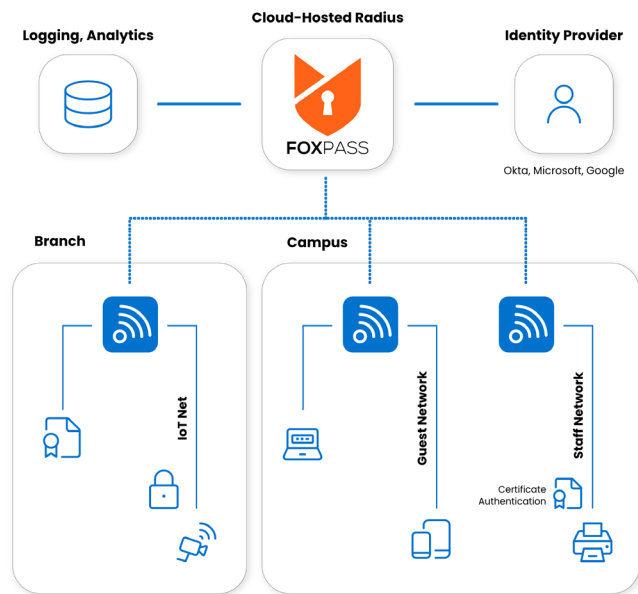 Cloud-Hosted Radius
Logging, Analytics
Identity Provider
FOXPASS
Okta, Microsoft, Google
Branch
Campus
IoT Net
Guest Network
Staff Network
Certificate
Authentication